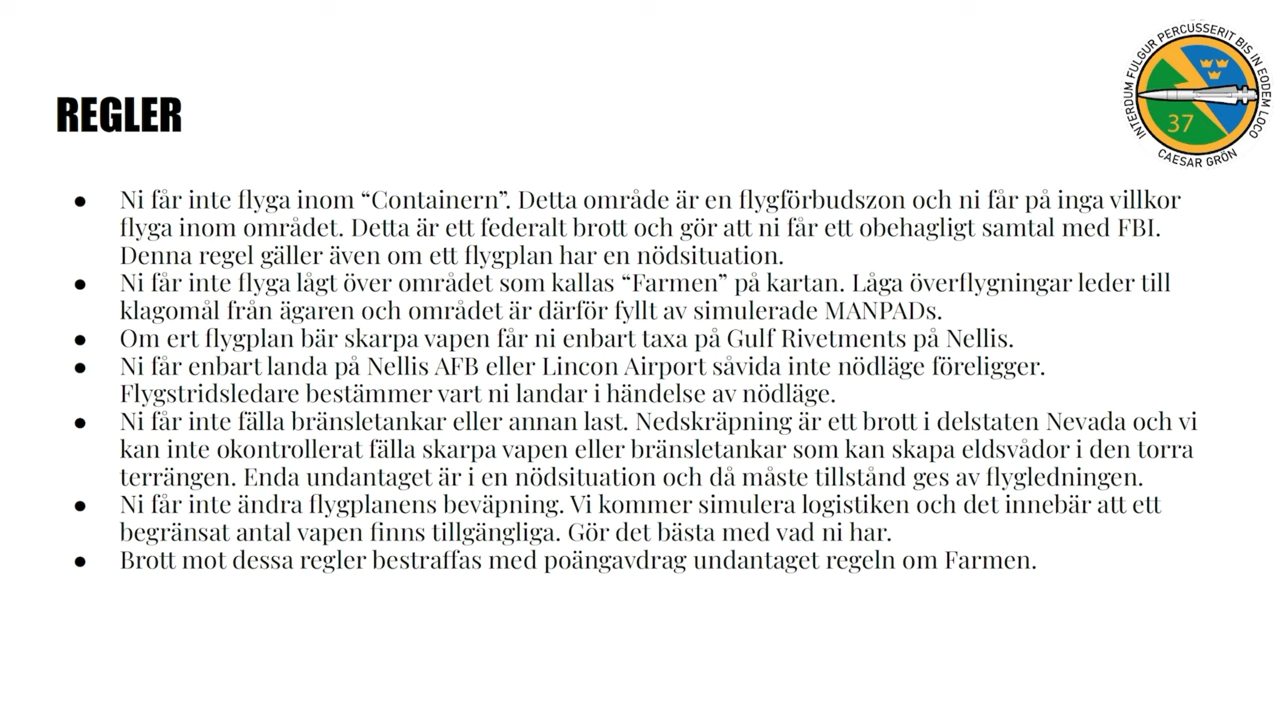 INTERDUM FULGUR PERCUSSERIT BIS IN EODEM LOCO
37
CAESAR GRÖN
REGLER
● Ni får inte flyga inom “Containern”. Detta område är en flygförbudszon och ni får på inga villkor
flyga inom området. Detta är ett federalt brott och gör att ni får ett obehagligt samtal med FBI.
Denna regel gäller även om ett flygplan har en nödsituation.
● Ni får inte flyga lågt över området som kallas “Farmen” på kartan. Låga överflygningar leder till
klagomål från ägaren och området är därför fyllt av simulerade MANPADs.
● Om ert flygplan bär skarpa vapen får ni enbart taxa på Gulf Rivetments på Nellis.
● Ni får enbart landa på Nellis AFB eller Lincon Airport såvida inte nödläge föreligger.
Flygstridsledare bestämmer vart ni landar i händelse av nödläge.
● Ni får inte fälla bränsletankar eller annan last. Nedskräpning är ett brott i delstaten Nevada och vi
kan inte okontrollerat fälla skarpa vapen eller bränsletankar som kan skapa eldsvådor i den torra
terrängen. Enda undantaget är i en nödsituation och då måste tillstånd ges av flygledningen.
● Ni får inte ändra flygplanens beväpning. Vi kommer simulera logistiken och det innebär att ett
begränsat antal vapen finns tillgängliga. Gör det bästa med vad ni har.
● Brott mot dessa regler bestraffas med poängavdrag undantaget regeln om Farmen.